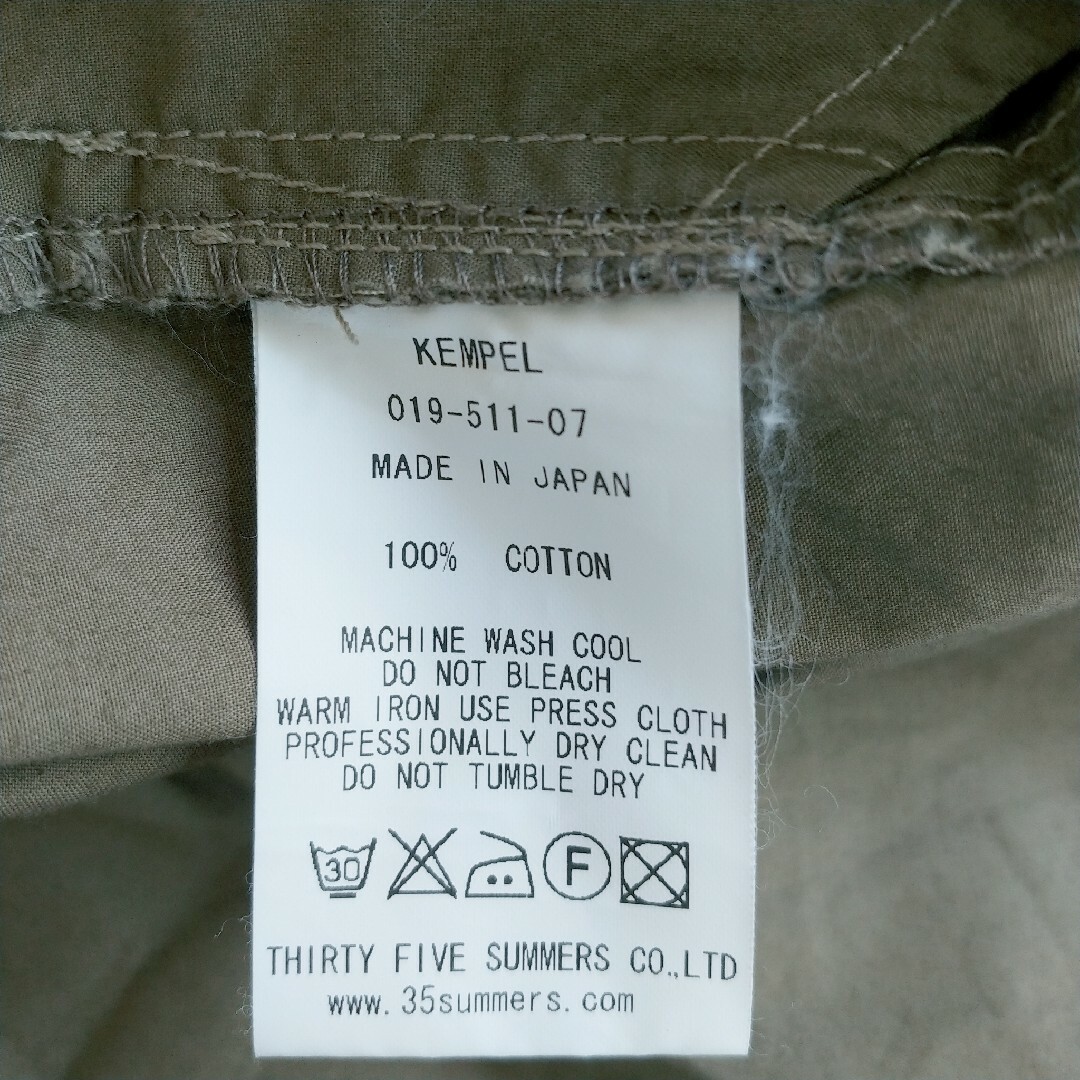 KEMPEL
019-511-07
MADE IN JAPAN
100% COTTON
MACHINE WASH COOL
DO NOT BLEACH
WARM IRON USE PRESS CLOTH
PROFESSIONALLY DRY CLEAN
DO NOT TUMBLE DRY
30 F
THIRTY FIVE SUMMERS CO.,LTD
www.35summers.com